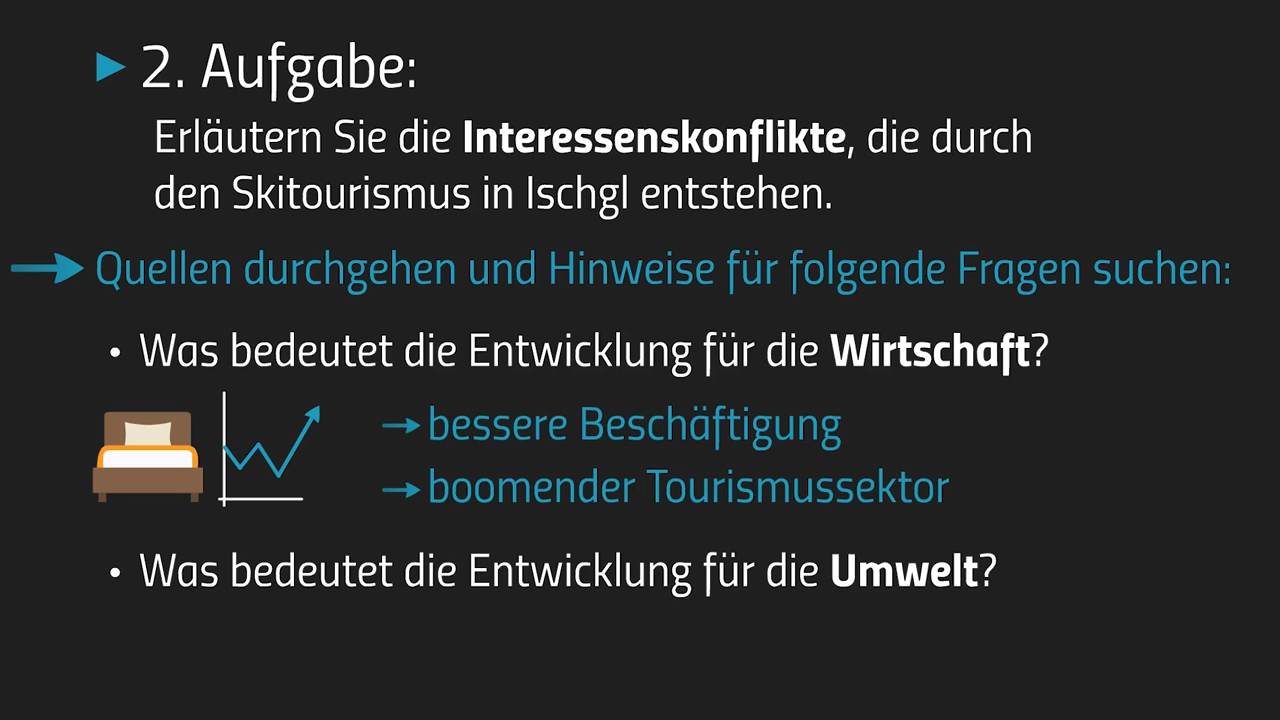 2. Aufgabe:
Erläutern Sie die Interessenskonflikte, die durch
den Skitourismus in Ischgl entstehen.
Quellen durchgehen und Hinweise für folgende Fragen suchen:
• Was bedeutet die Entwicklung für die Wirtschaft?
→ bessere Beschäftigung
→ boomender Tourismussektor
• Was bedeutet die Entwicklung für die Umwelt?